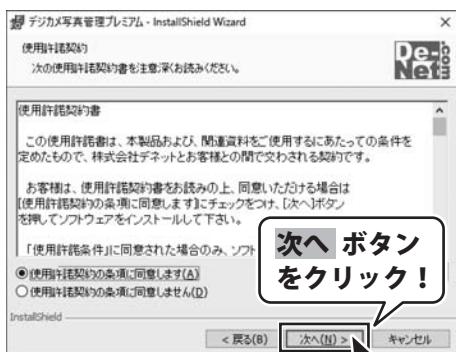 デジカメ写真管理プレミアム - InstallShield Wizard
使用許諾契約
次の使用許諾契約書を注意深くお読みください。
De-Net.com
使用許諾契約書
この使用許諾書は、本製品および、関連資料をご使用するにあたっての条件を
定めたもので、株式会社デネットとお客様との間で交わされる契約です。
お客様は、使用許諾契約書をお読みの上、同意いただける場合は
[使用許諾契約の条項に同意します]にチェックをつけ、[次へ]ボタン
を押してソフトウェアをインストールして下さい。
「使用許諾条件」に同意された場合のみ、ソフト
次へ ボタン
をクリック！
使用許諾契約の条項に同意します(A)
使用許諾契約の条項に同意しません(D)
InstallShield
< 戻る(B) 次へ(N) > キャンセル